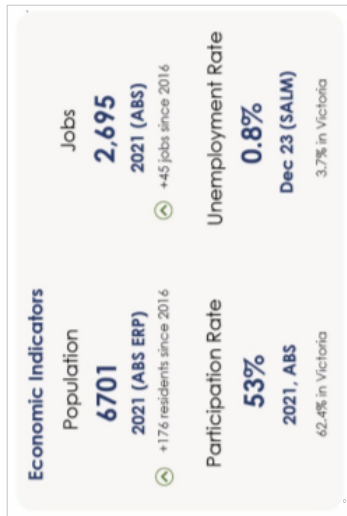 Economic Indicators
Population
6701
2021 (ABS ERP)
+176 residents since 2016
Jobs
2,695
2021 (ABS)
+45 jobs since 2016
Participation Rate
53%
2021, ABS
62.4% in Victoria
Unemployment Rate
0.8%
Dec 23 (SALM)
3.7% in Victoria